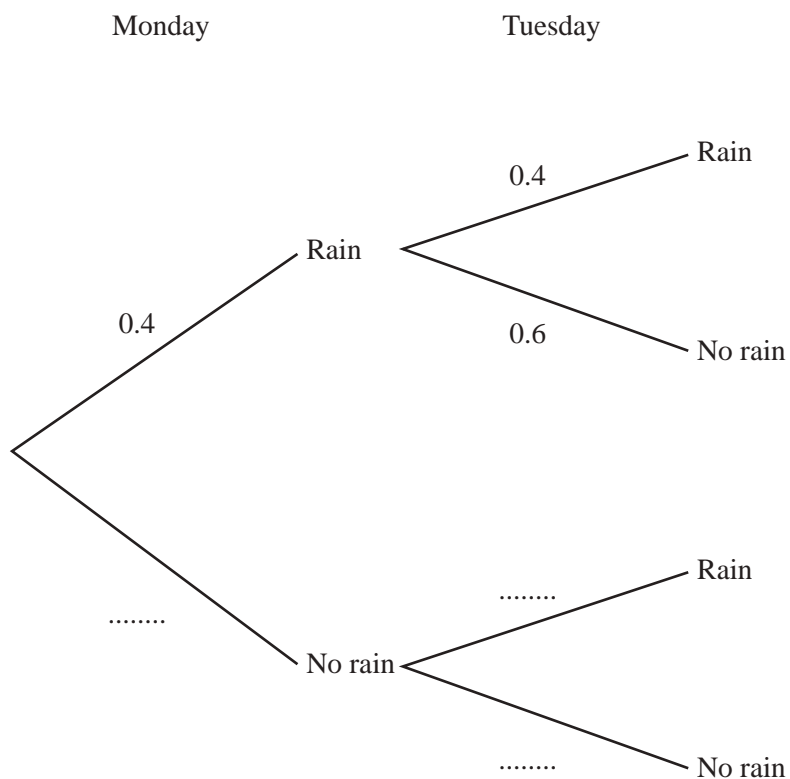 Monday
Tuesday
Rain
0.4
Rain
0.4
0.6
No rain
Rain
........
........
No rain
........
No rain